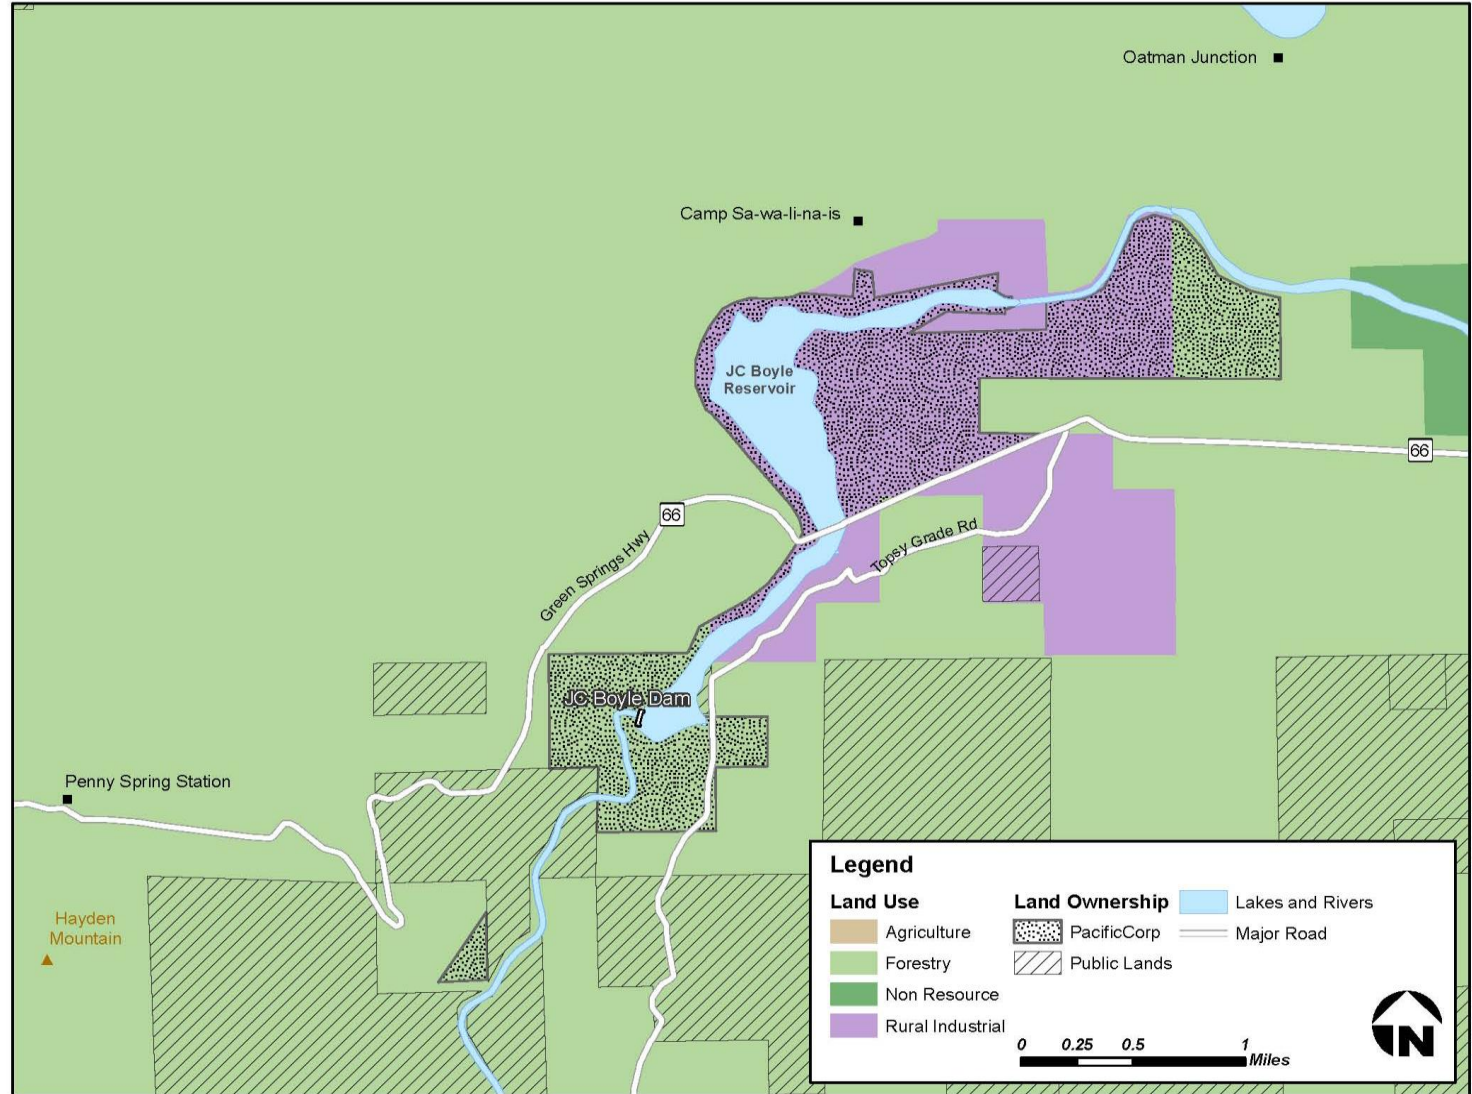 Oatman Junction
Camp Sa-wa-li-na-is
JC Boyle
Reservoir
66
66
Green Springs Hwy
Topsy Grade Rd
JC Boyle Dam
Penny Spring Station
Hayden
Mountain
Legend
Land Use
Agriculture
Forestry
Non Resource
Rural Industrial
Land Ownership
PacificCorp
Public Lands
Lakes and Rivers
Major Road
0 0.25 0.5 1
Miles
N